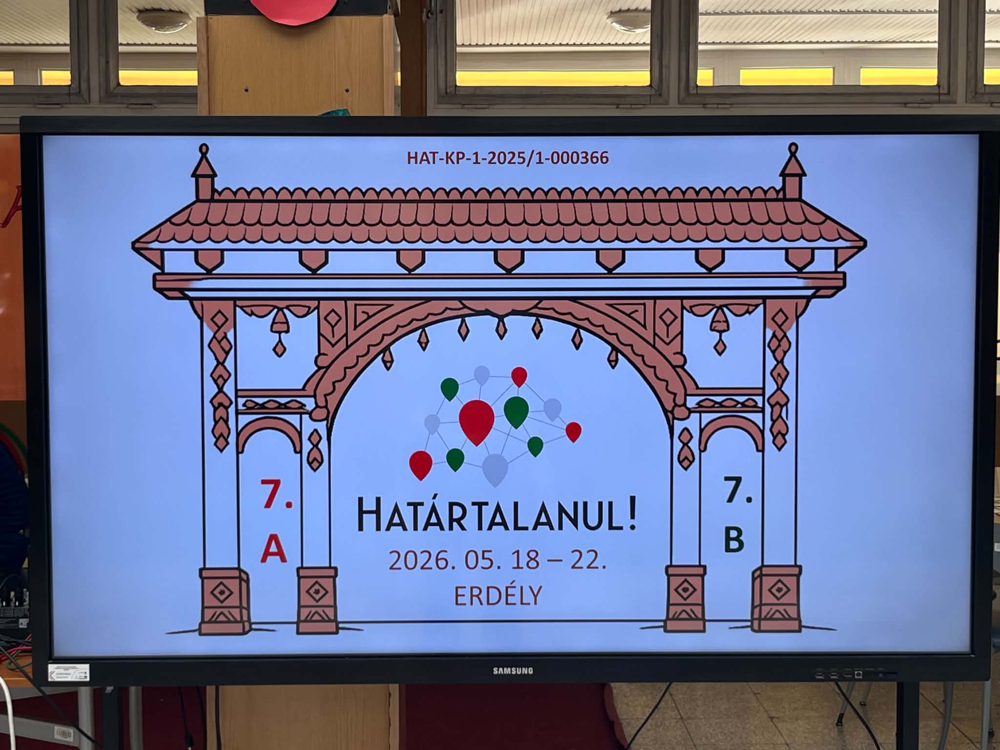 HAT-KP-1-2025/1-000366
7.
A
7.
B
HATÁRTALANUL!
2026. 05. 18 – 22.
ERDÉLY
SAMSUNG